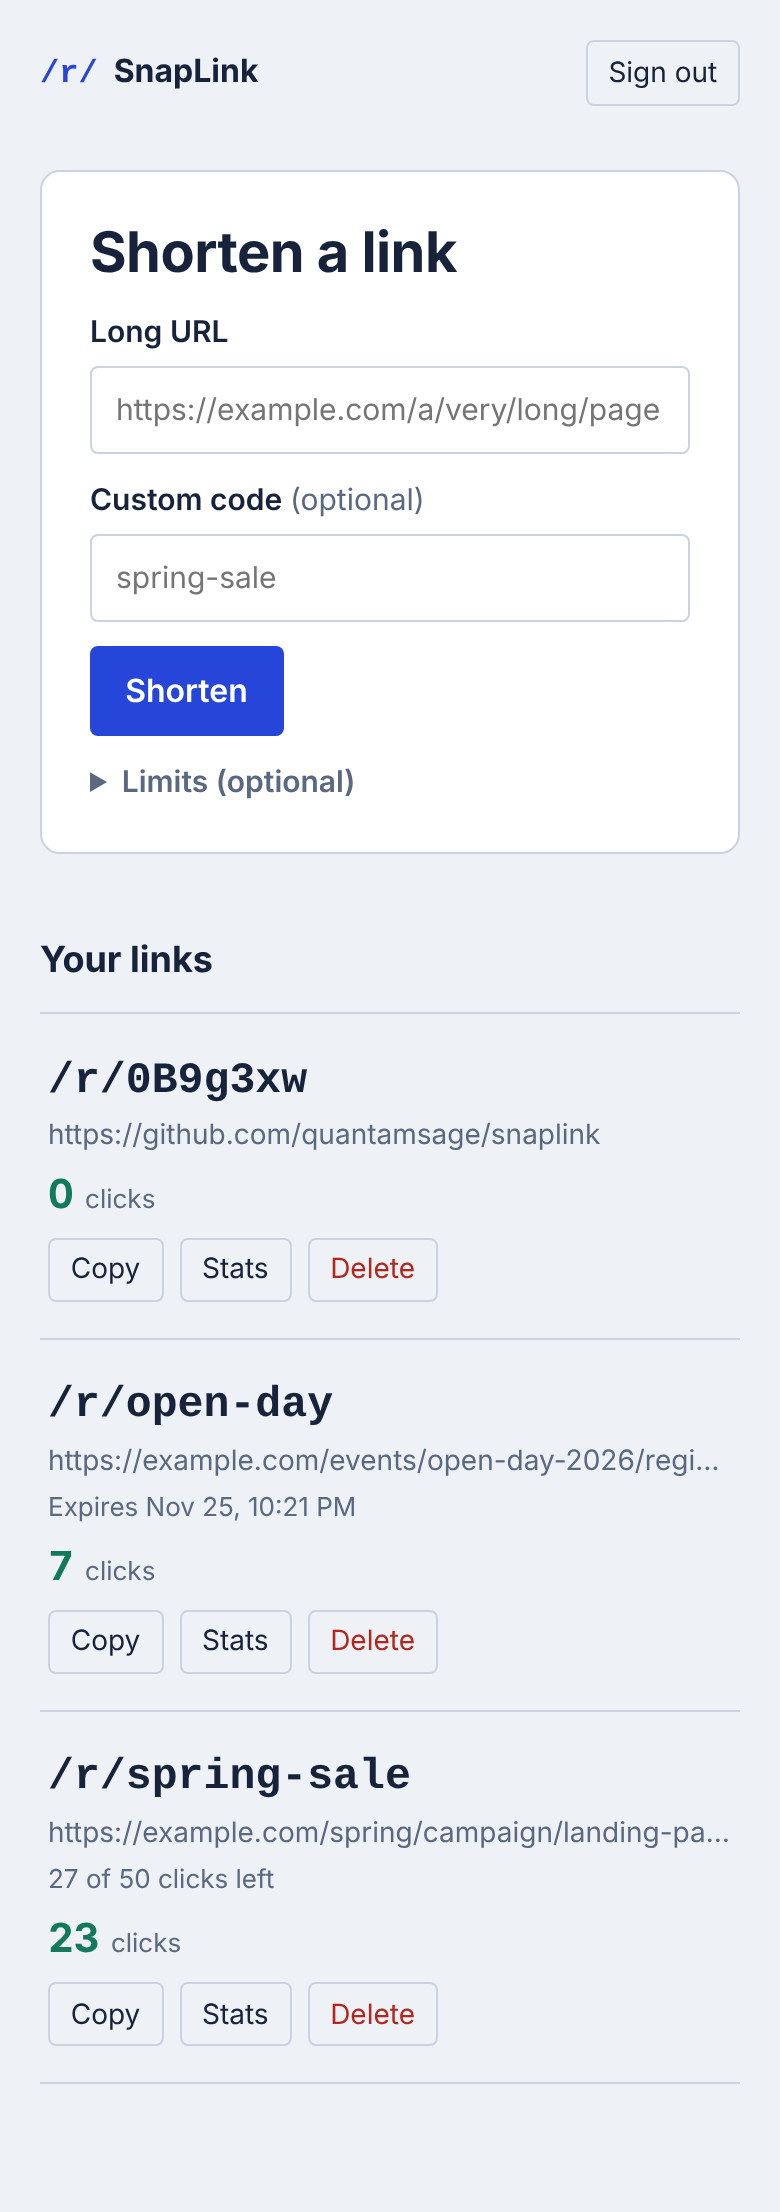 /r/ SnapLink
Sign out
Shorten a link
Long URL
https://example.com/a/very/long/page
Custom code (optional)
spring-sale
Shorten
Limits (optional)
Your links
/r/0B9g3xw
https://github.com/quantamsage/snaplink
0 clicks
Copy Stats Delete
/r/open-day
https://example.com/events/open-day-2026/regi...
Expires Nov 25, 10:21 PM
7 clicks
Copy Stats Delete
/r/spring-sale
https://example.com/spring/campaign/landing-pa...
27 of 50 clicks left
23 clicks
Copy Stats Delete